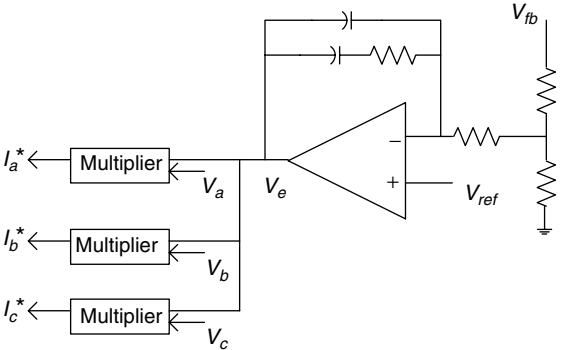 V_fb
I_a* Multiplier V_a V_e − + V_ref
I_b* Multiplier V_b
I_c* Multiplier V_c